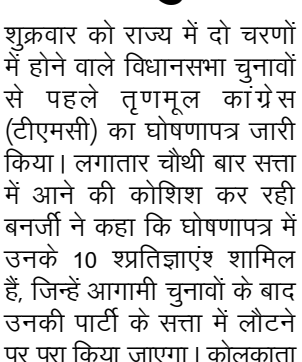 शुक्रवार को राज्य में दो चरणों
में होने वाले विधानसभा चुनावों
से पहले तृणमूल कांग्रेस
(टीएमसी) का घोषणापत्र जारी
किया। लगातार चौथी बार सत्ता
में आने की कोशिश कर रही
बनर्जी ने कहा कि घोषणापत्र में
उनके 10 श्प्रतिज्ञाएंश शामिल
हैं, जिन्हें आगामी चुनावों के बाद
उनकी पार्टी के सत्ता में लौटने
पर पूरा किया जाएगा। कोलकाता